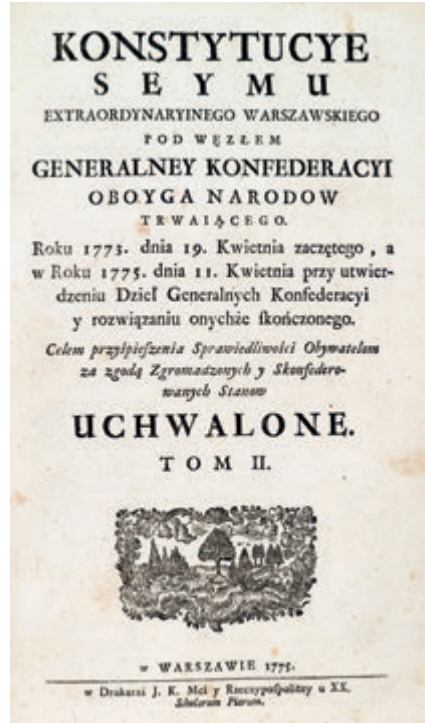 KONSTYTUCYE
SEYMU
EXTRAORDYNARYINEGO WARSZAWSKIEGO
POD WĘZŁEM
GENERALNEY KONFEDERACYI
OBOYGA NARODOW
TRWAIĄCEGO.
Roku 1773. dnia 19. Kwietnia zaczętego, a
w Roku 1775. dnia 11. Kwietnia przy utwier-
dzeniu Dzieł Generalnych Konfederacyi
y rozwiązaniu onychże ſkończonego.
Celem przyśpieſzenia Sprawiedliwości Obywatelom
za zgodą Zgromadzonych y Skonfedero-
wanych Stanow
UCHWALONE.
TOM II.
w WARSZAWIE 1775.
w Drukarni J. K. Mci y Rzeczypoſpolitey u XX.
Scholarum Piarum.